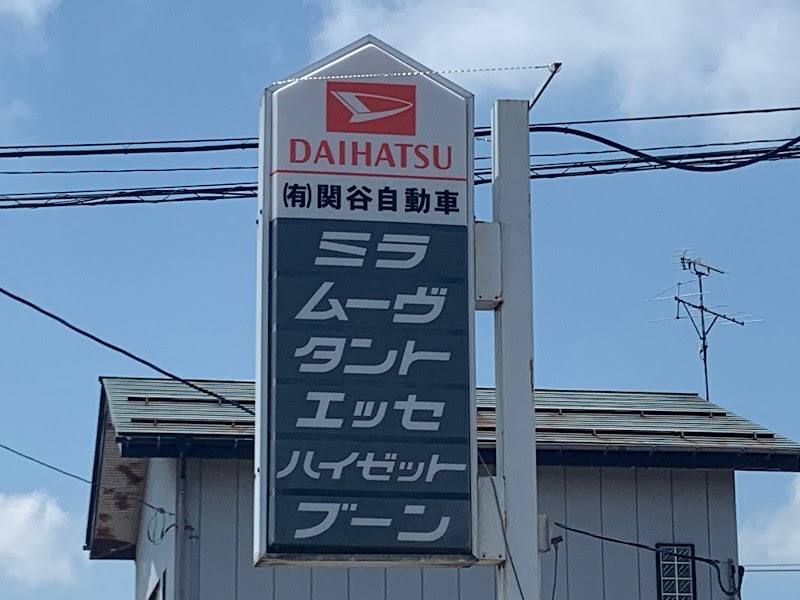 DAIHATSU
(有)関谷自動車
ミラ
ムーヴ
タント
エッセ
ハイゼット
ブーン